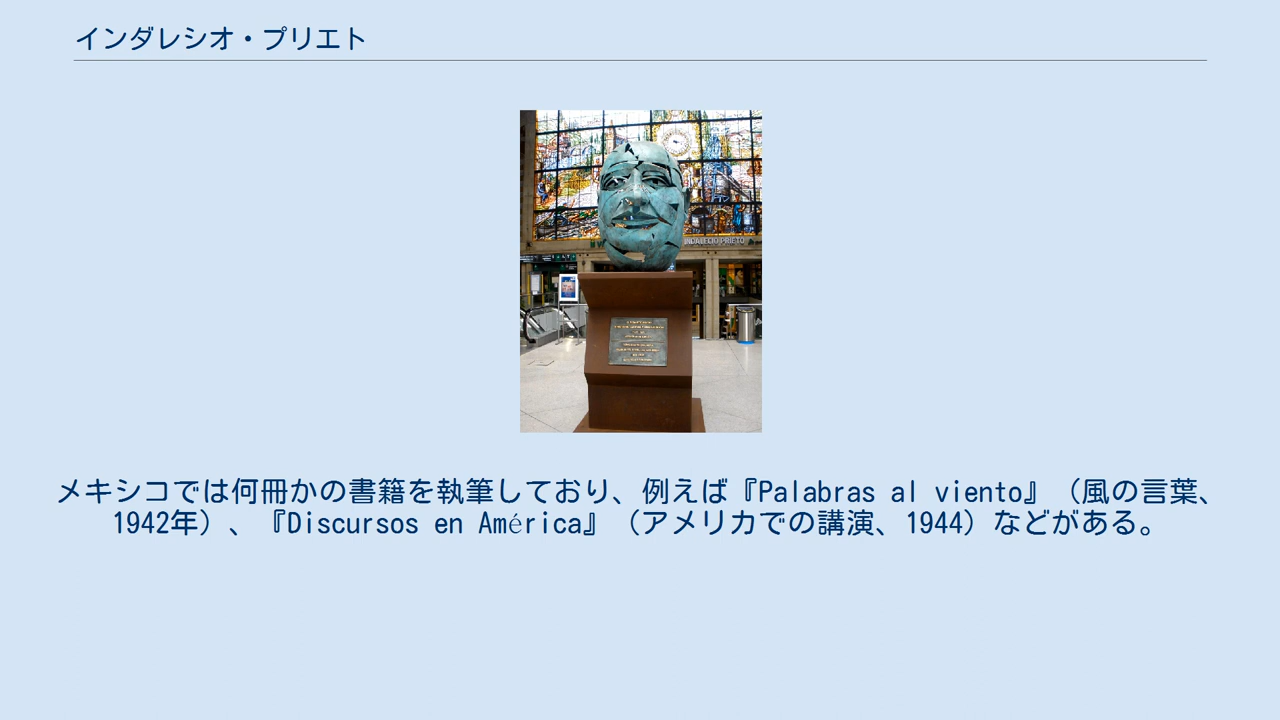 インダレシオ・プリエト
INDALECIO PRIETO
メキシコでは何冊かの書籍を執筆しており、例えば『Palabras al viento』（風の言葉、
1942年）、『Discursos en América』（アメリカでの講演、1944）などがある。